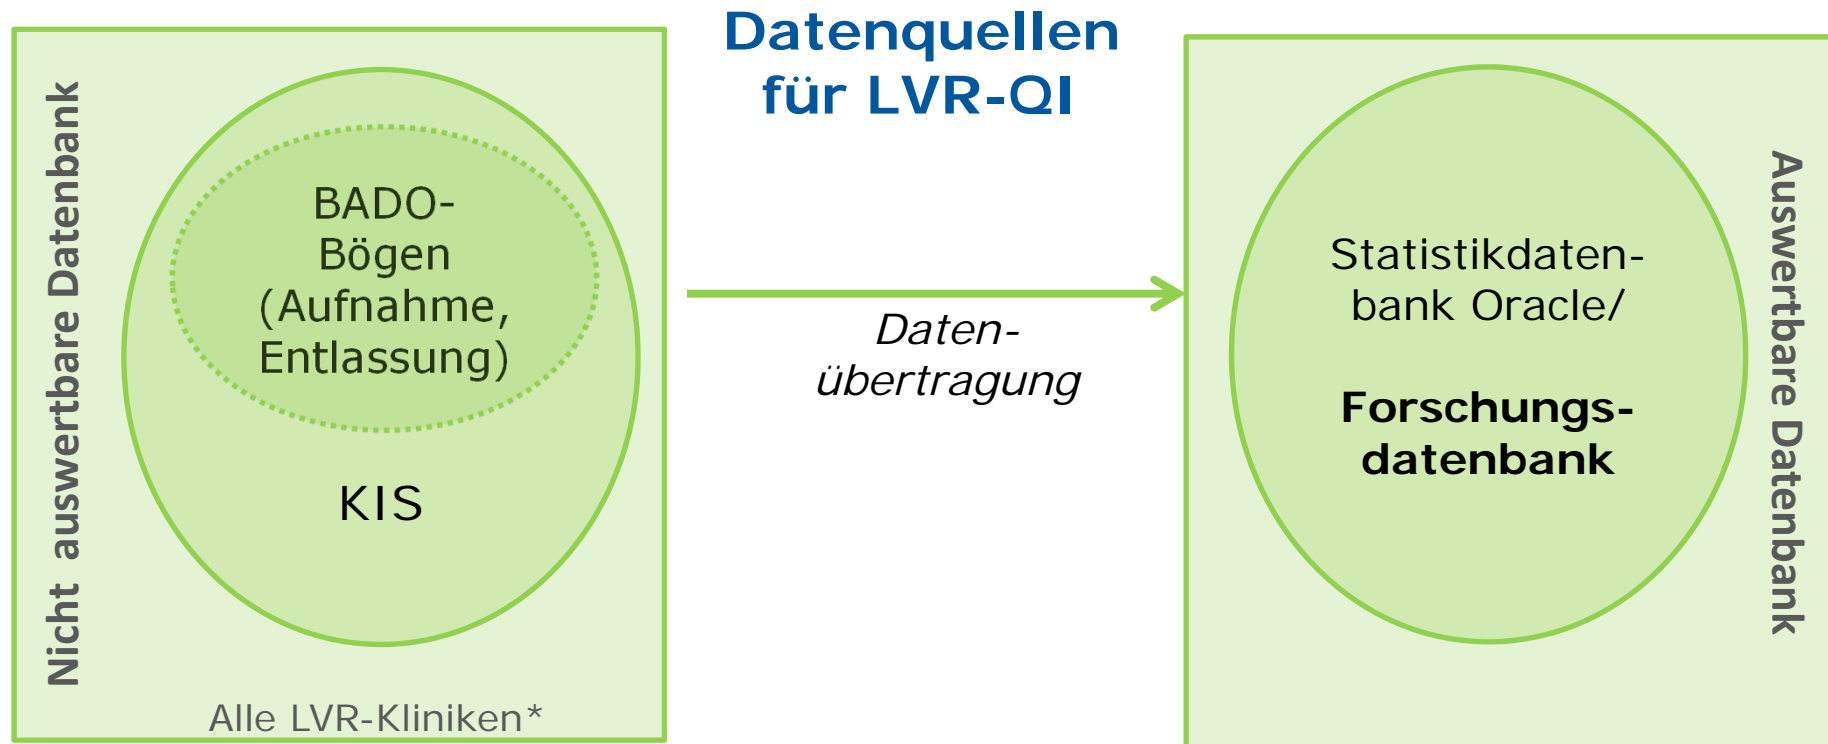 Datenquellen
für LVR-QI
Nicht auswertbare Datenbank
BADO-
Bögen
(Aufnahme,
Entlassung)
KIS
Alle LVR-Kliniken*
Daten-
übertragung
Statistikdaten-
bank Oracle/
Forschungs-
datenbank
Auswertbare Datenbank